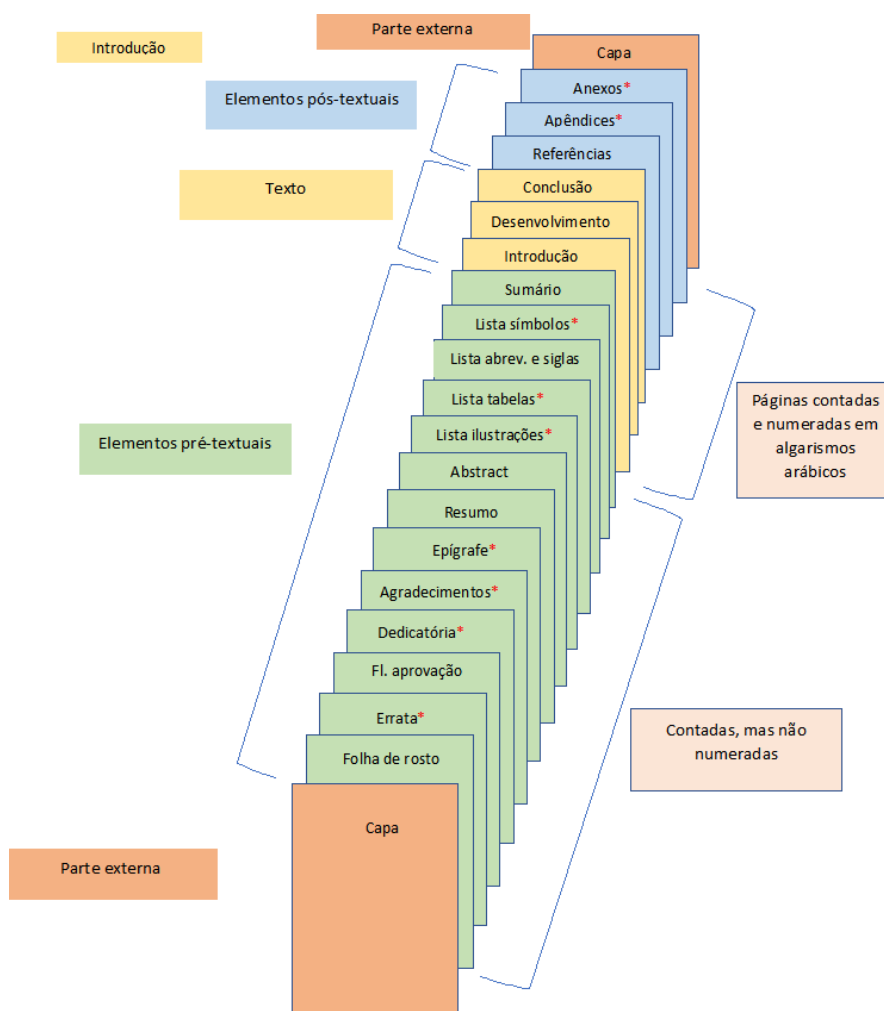 Parte externa
Introdução
Capa
Elementos pós-textuais
Anexos*
Apêndices*
Referências
Texto
Conclusão
Desenvolvimento
Introdução
Sumário
Lista símbolos*
Lista abrev. e siglas
Lista tabelas*
Lista ilustrações*
Elementos pré-textuais
Abstract
Resumo
Epígrafe*
Agradecimentos*
Dedicatória*
Fl. aprovação
Errata*
Folha de rosto
Capa
Parte externa
Páginas contadas
e numeradas em
algarismos
arábicos
Contadas, mas não
numeradas